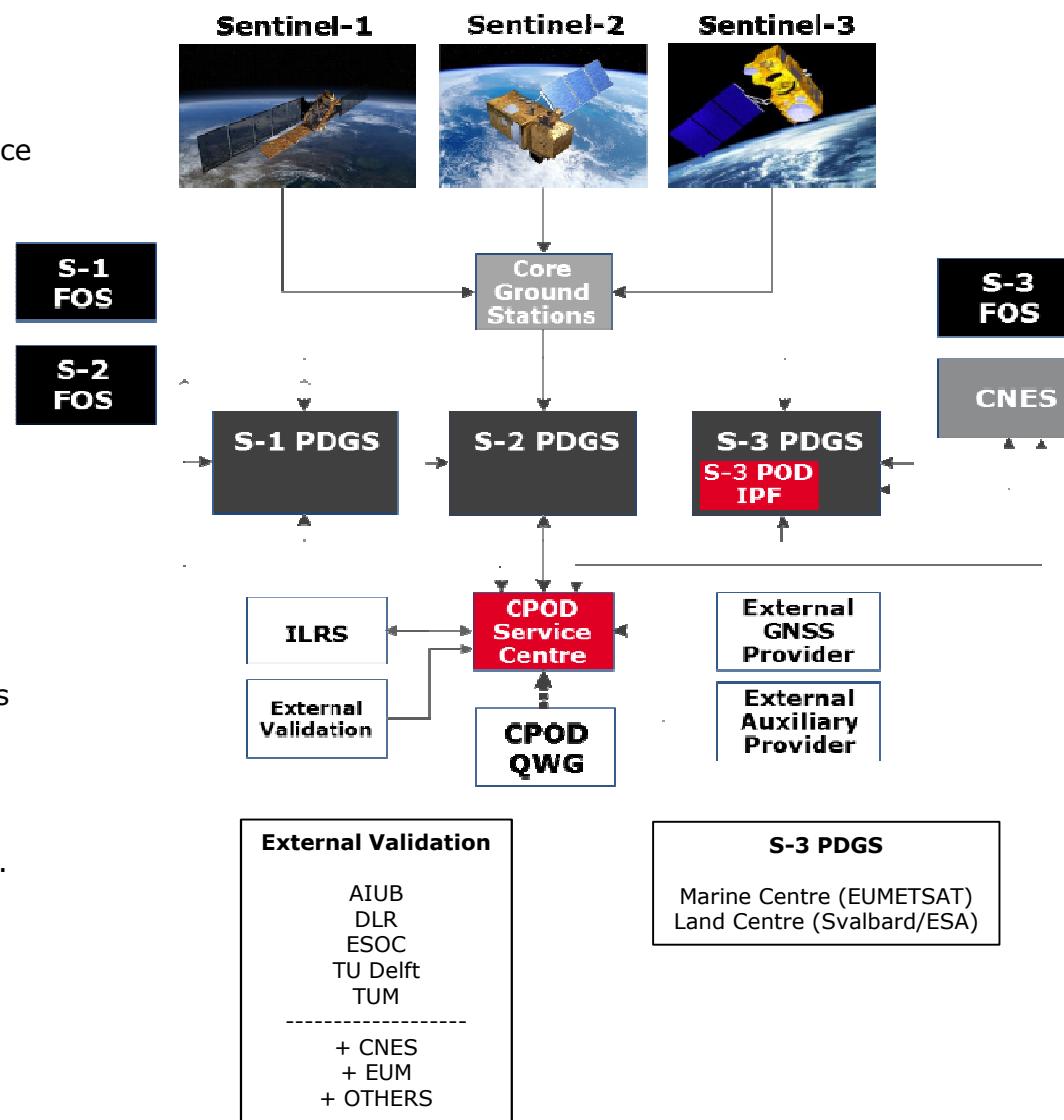 Sentinel-1
Sentinel-2
Sentinel-3
ce
S-1
FOS
Core
Ground
Stations
S-3
FOS
S-2
FOS
CNES
S-1 PDGS
S-2 PDGS
S-3 PDGS
S-3 POD
IPF
ILRS
CPOD
Service
Centre
External
GNSS
Provider
s
External
Validation
CPOD
QWG
External
Auxiliary
Provider
.
External Validation
AIUB
DLR
ESOC
TU Delft
TUM
-------------------
+ CNES
+ EUM
+ OTHERS
S-3 PDGS
Marine Centre (EUMETSAT)
Land Centre (Svalbard/ESA)